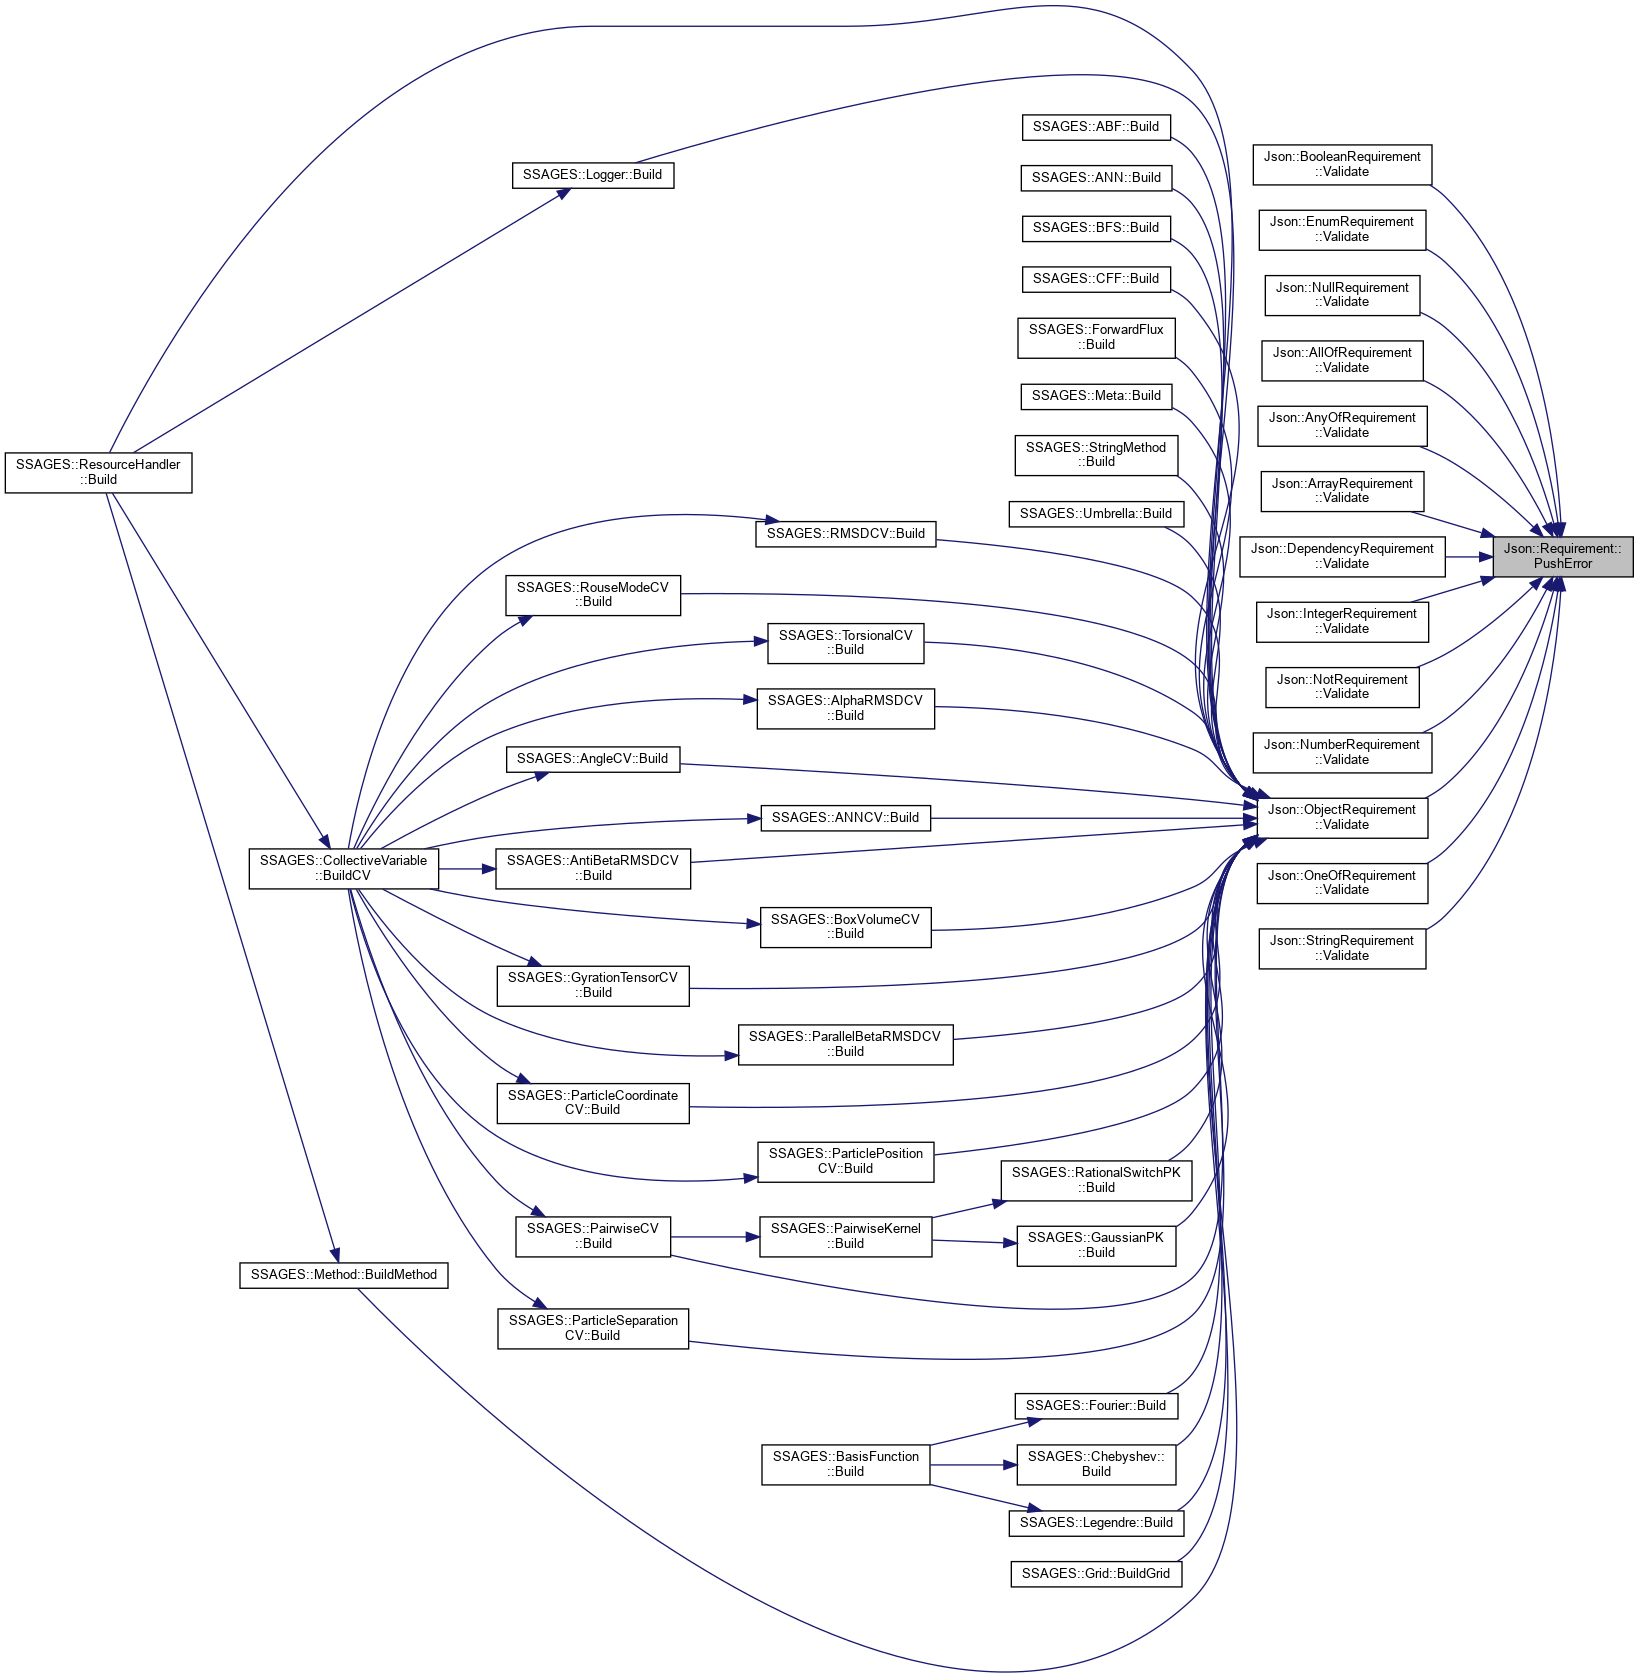 SSAGES::ResourceHandler
::Build
SSAGES::Logger::Build
SSAGES::CollectiveVariable
::BuildCV
SSAGES::Method::BuildMethod
SSAGES::RMSDCV::Build
SSAGES::RouseModeCV
::Build
SSAGES::TorsionalCV
::Build
SSAGES::AlphaRMSDCV
::Build
SSAGES::AngleCV::Build
SSAGES::ANNCV::Build
SSAGES::AntiBetaRMSDCV
::Build
SSAGES::BoxVolumeCV
::Build
SSAGES::GyrationTensorCV
::Build
SSAGES::ParallelBetaRMSDCV
::Build
SSAGES::ParticleCoordinate
CV::Build
SSAGES::ParticlePosition
CV::Build
SSAGES::PairwiseCV
::Build
SSAGES::PairwiseKernel
::Build
SSAGES::ParticleSeparation
CV::Build
SSAGES::BasisFunction
::Build
SSAGES::ABF::Build
SSAGES::ANN::Build
SSAGES::BFS::Build
SSAGES::CFF::Build
SSAGES::ForwardFlux
::Build
SSAGES::Meta::Build
SSAGES::StringMethod
::Build
SSAGES::Umbrella::Build
SSAGES::RationalSwitchPK
::Build
SSAGES::GaussianPK
::Build
SSAGES::Fourier::Build
SSAGES::Chebyshev::
Build
SSAGES::Legendre::Build
SSAGES::Grid::BuildGrid
Json::BooleanRequirement
::Validate
Json::EnumRequirement
::Validate
Json::NullRequirement
::Validate
Json::AllOfRequirement
::Validate
Json::AnyOfRequirement
::Validate
Json::ArrayRequirement
::Validate
Json::DependencyRequirement
::Validate
Json::IntegerRequirement
::Validate
Json::NotRequirement
::Validate
Json::NumberRequirement
::Validate
Json::ObjectRequirement
::Validate
Json::OneOfRequirement
::Validate
Json::StringRequirement
::Validate
Json::Requirement::
PushError